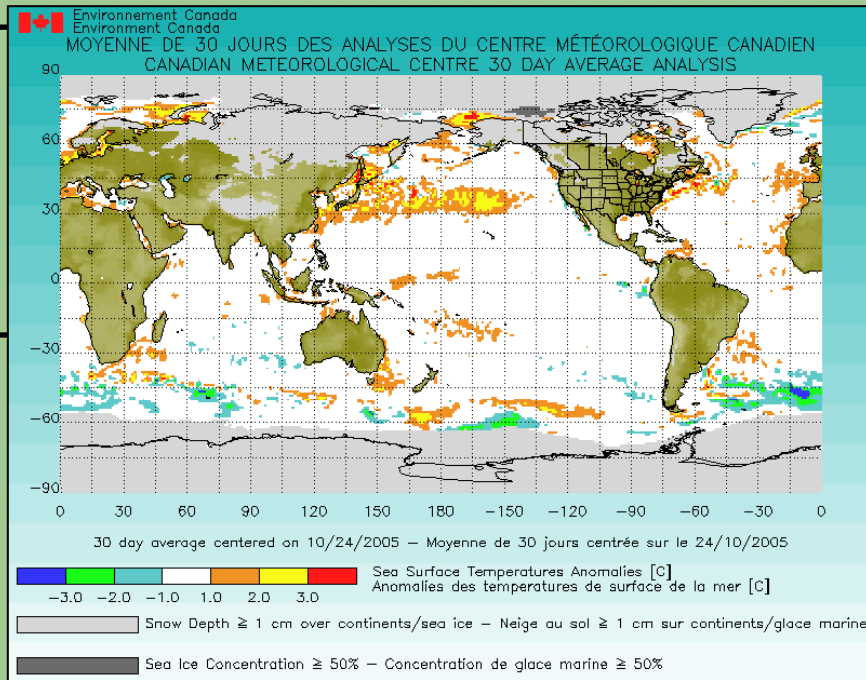 Environnement Canada
Environment Canada
MOYENNE DE 30 JOURS DES ANALYSES DU CENTRE MÉTÉOROLOGIQUE CANADIEN
CANADIAN METEOROLOGICAL CENTRE 30 DAY AVERAGE ANALYSIS
90
60
30
0
-30
-60
-90
0 30 60 90 120 150 180 -150 -120 -90 -60 -30 0
30 day average centered on 10/24/2005 – Moyenne de 30 jours centrée sur le 24/10/2005
Sea Surface Temperatures Anomalies [C]
Anomalies des temperatures de surface de la mer [C]
-3.0 -2.0 -1.0 1.0 2.0 3.0
Snow Depth ≧ 1 cm over continents/sea ice – Neige au sol ≧ 1 cm sur continents/glace marine
Sea Ice Concentration ≧ 50% – Concentration de glace marine ≧ 50%